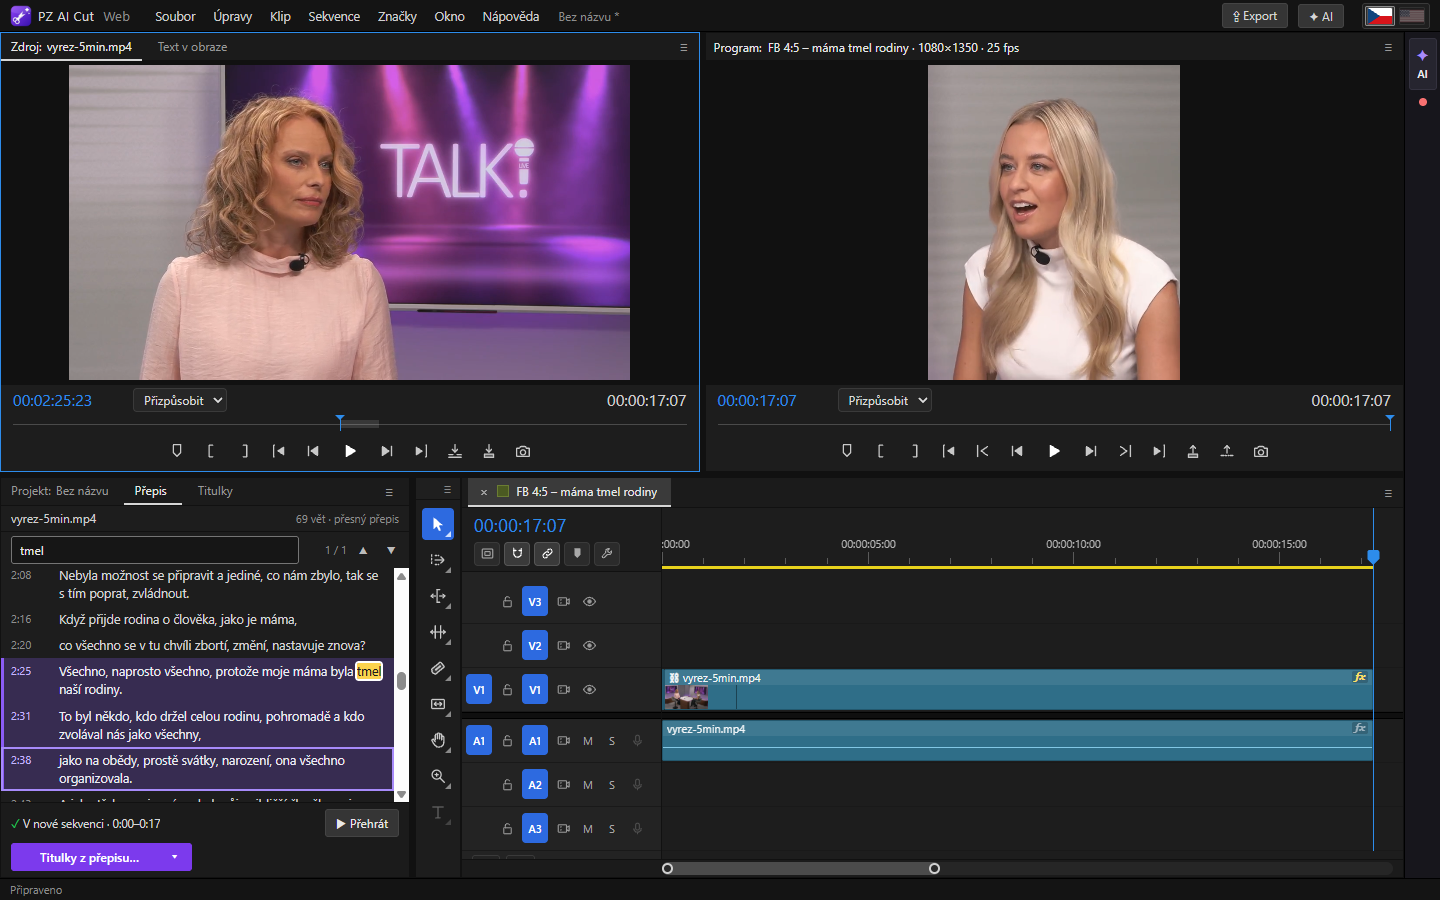 PZ AI Cut Web Soubor Úpravy Klip Sekvence Značky Okno Nápověda Bez názvu * Export AI
Zdroj: vyrez-5min.mp4 Text v obraze
TALK!
LIVE
00:02:25:23 Přizpůsobit 00:00:17:07
Program: FB 4:5 – máma tmel rodiny · 1080×1350 · 25 fps
00:00:17:07 Přizpůsobit 00:00:17:07
AI
Projekt: Bez názvu Přepis Titulky
vyrez-5min.mp4 69 vět · přesný přepis
tmel 1 / 1
2:08 Nebyla možnost se připravit a jediné, co nám zbylo, tak se
s tím poprat, zvládnout.
2:16 Když přijde rodina o člověka, jako je máma,
2:20 co všechno se v tu chvíli zbortí, změní, nastavuje znova?
2:25 Všechno, naprosto všechno, protože moje máma byla tmel
naší rodiny.
2:31 To byl někdo, kdo držel celou rodinu, pohromadě a kdo
zvolával nás jako všechny,
2:38 jako na obědy, prostě svátky, narození, ona všechno
organizovala.
✓ V nové sekvenci · 0:00–0:17 Přehrát
Titulky z přepisu...
× FB 4:5 – máma tmel rodiny
00:00:17:07
:00:00 00:00:05:00 00:00:10:00 00:00:15:00
V3
V2
V1 V1 vyrez-5min.mp4 fx
A1 A1 M S vyrez-5min.mp4 fx
A2 M S
A3 M S
T
Připraveno